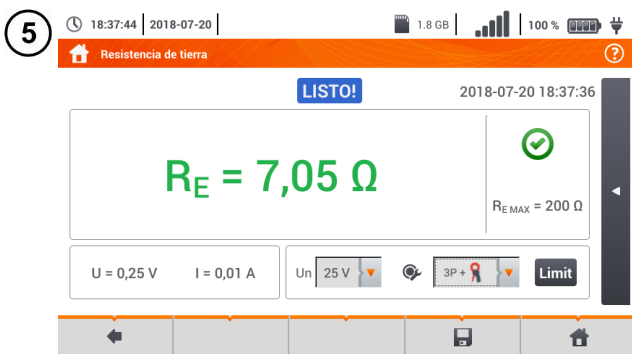 5
18:37:44 2018-07-20 1.8 GB 100 %
Resistencia de tierra ?
LISTO! 2018-07-20 18:37:36
RE = 7,05 Ω
RE MAX = 200 Ω
U = 0,25 V I = 0,01 A Un 25 V 3P + Limit